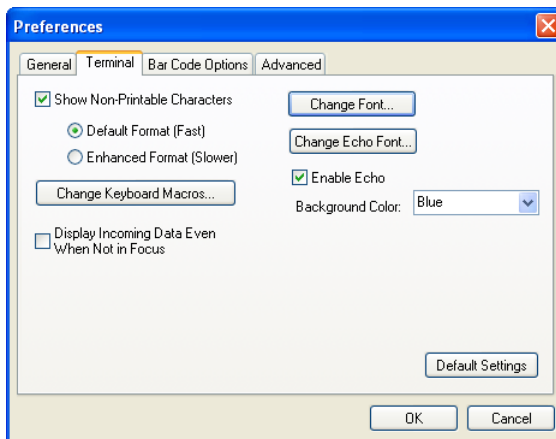 Preferences
General Terminal Bar Code Options Advanced
Show Non-Printable Characters
Default Format (Fast)
Enhanced Format (Slower)
Change Keyboard Macros...
Display Incoming Data Even
When Not in Focus
Change Font...
Change Echo Font...
Enable Echo
Background Color: Blue
Default Settings
OK Cancel